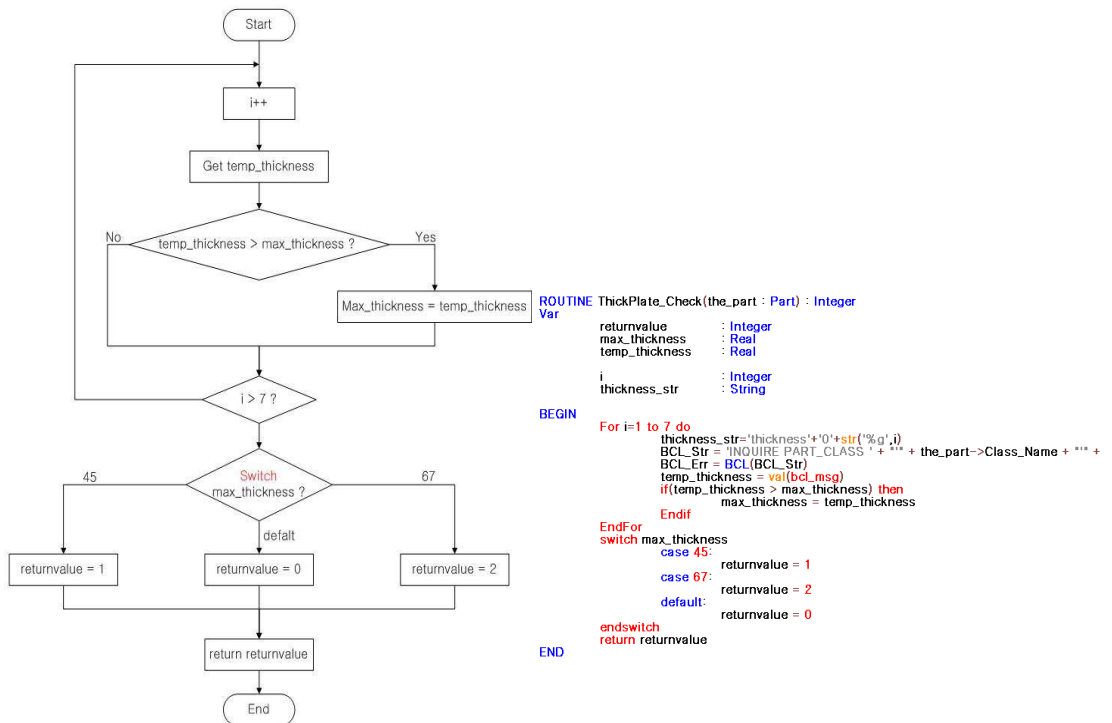 Start
i++
Get temp_thickness
temp_thickness > max_thickness ?
No
Yes
Max_thickness = temp_thickness
i > 7 ?
Switch
max_thickness ?
45
67
defalt
returnvalue = 1
returnvalue = 0
returnvalue = 2
return returnvalue
End
ROUTINE ThickPlate_Check(the_part : Part) : Integer
Var
returnvalue : Integer
max_thickness : Real
temp_thickness : Real
i : Integer
thickness_str : String
BEGIN
For i=1 to 7 do
thickness_str='thickness'+'0'+str('%g',i)
BCL_Str = 'INQUIRE PART_CLASS ' + "'" + the_part->Class_Name + "'" +
BCL_Err = BCL(BCL_Str)
temp_thickness = val(bcl_msg)
if(temp_thickness > max_thickness) then
max_thickness = temp_thickness
Endif
EndFor
switch max_thickness
case 45:
returnvalue = 1
case 67:
returnvalue = 2
default:
returnvalue = 0
endswitch
return returnvalue
END